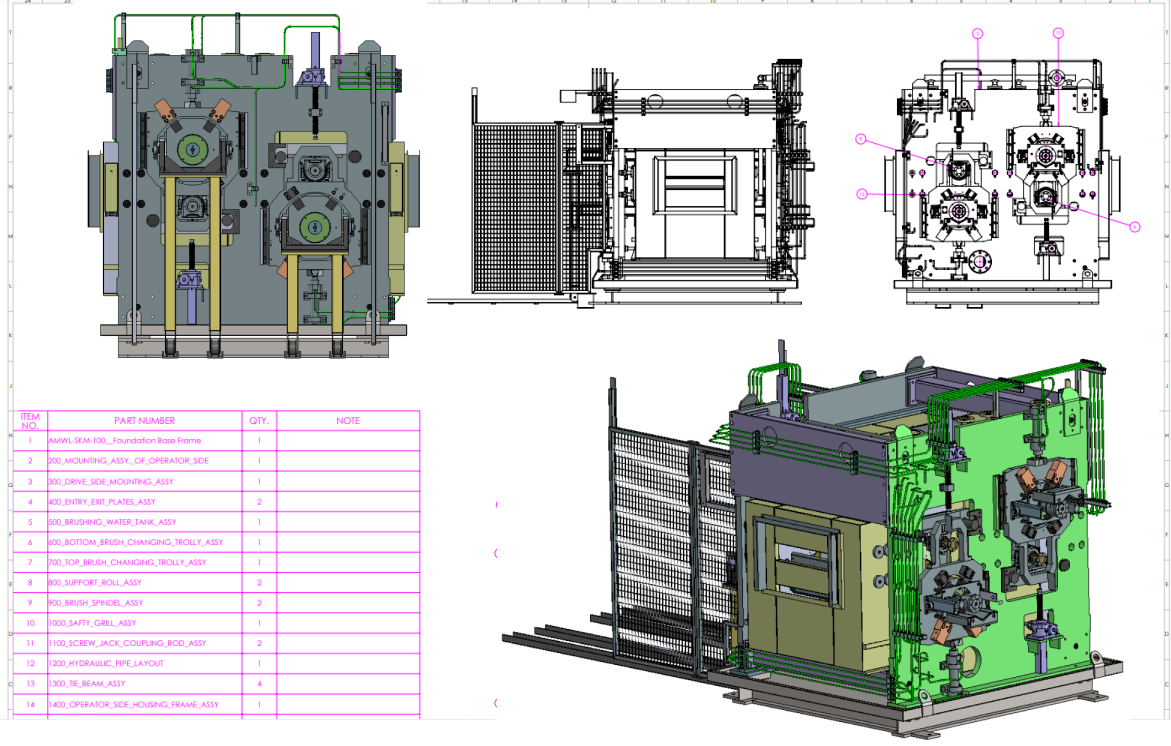 ITEM NO. PART NUMBER QTY. NOTE
1 AMWL-SKM-100__Foundation Base Frame 1
2 200_MOUNTING_ASSY._OF_OPERATOR_SIDE 1
3 300_DRIVE_SIDE_MOUNTING_ASSY 1
4 400_ENTRY_EXIT_PLATES_ASSY 2
5 500_BRUSHING_WATER_TANK_ASSY 1
6 600_BOTTOM_BRUSH_CHANGING_TROLLY_ASSY 1
7 700_TOP_BRUSH_CHANGING_TROLLY_ASSY 1
8 800_SUPPORT_ROLL_ASSY 2
9 900_BRUSH_SPINDEL_ASSY 2
10 1000_SAFTY_GRILL_ASSY 1
11 1100_SCREW_JACK_COUPLING_ROD_ASSY 2
12 1200_HYDRAULIC_PIPE_LAYOUT 1
13 1300_TIE_BEAM_ASSY 4
14 1400_OPERATOR_SIDE_HOUSING_FRAME_ASSY 1